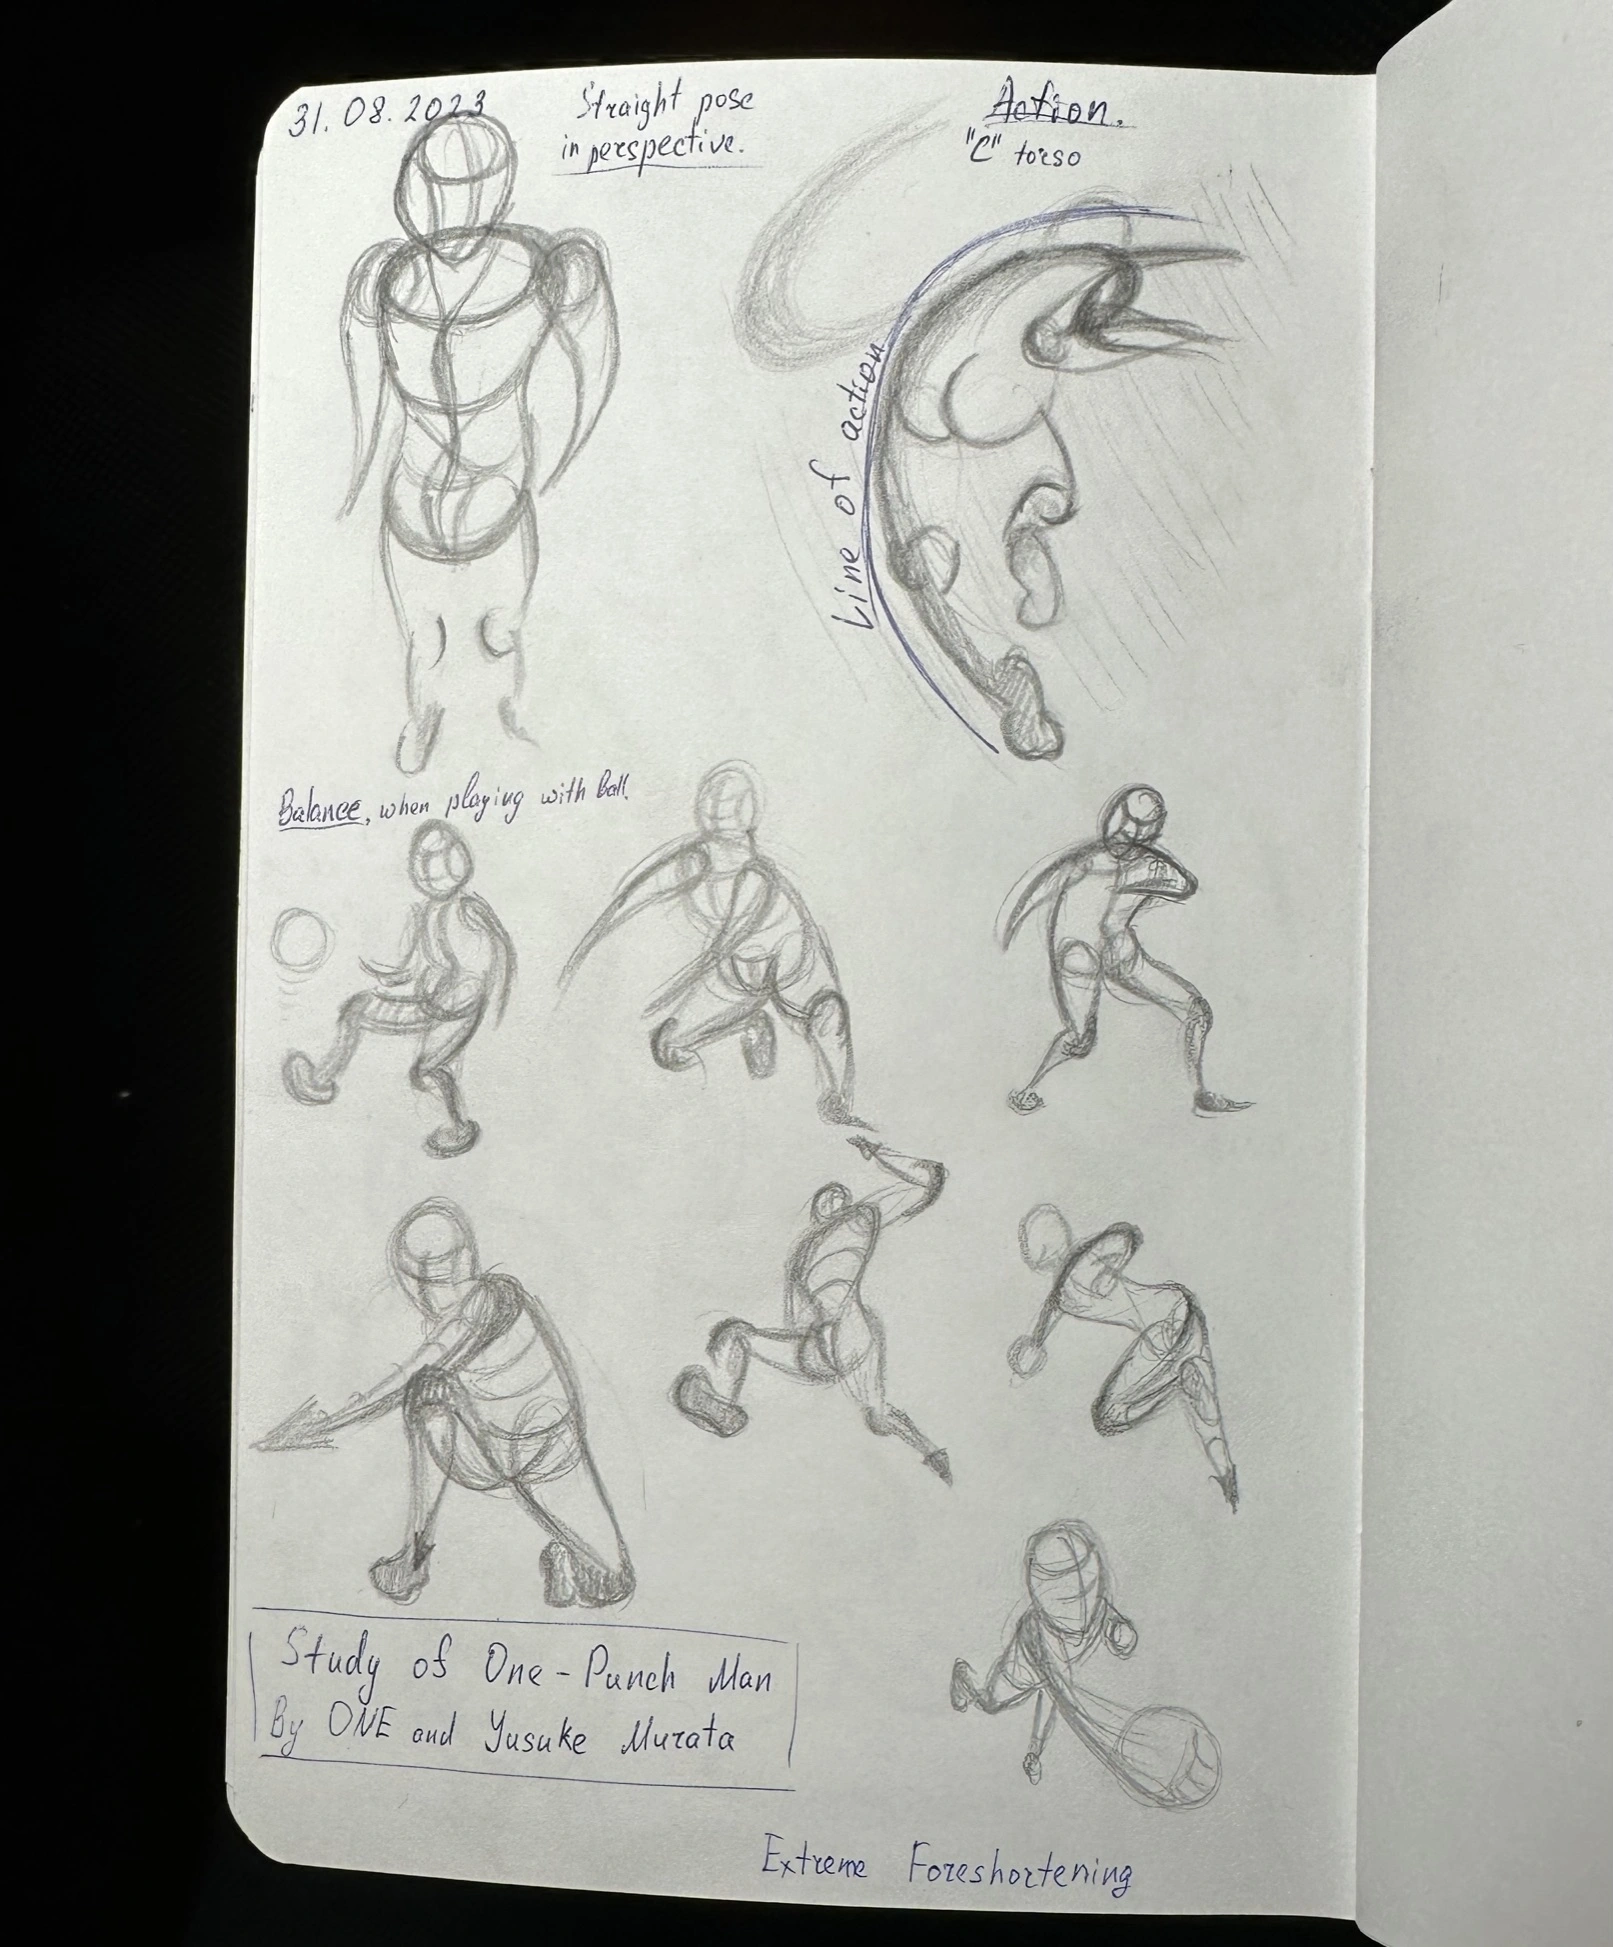 31.08.2023
Straight pose
in perspective.
Action.
"C" torso
Line of action
Balance, when playing with Ball.
Study of One-Punch Man
By ONE and Yusuke Murata
Extreme Foreshortening